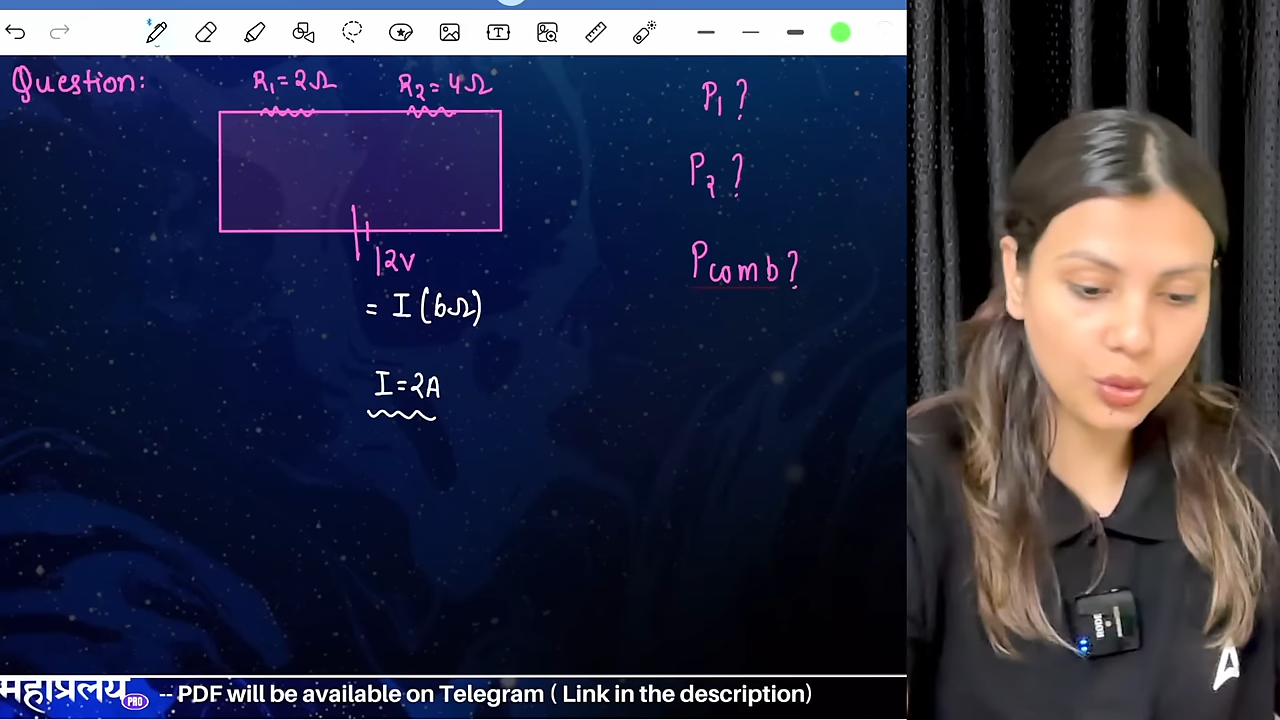 Question:
R₁=2Ω
R₂=4Ω
P₁?
P₂?
12V
Pcomb?
= I(6Ω)
I=2A
महाप्रलय PRO
-- PDF will be available on Telegram ( Link in the description)
RODE